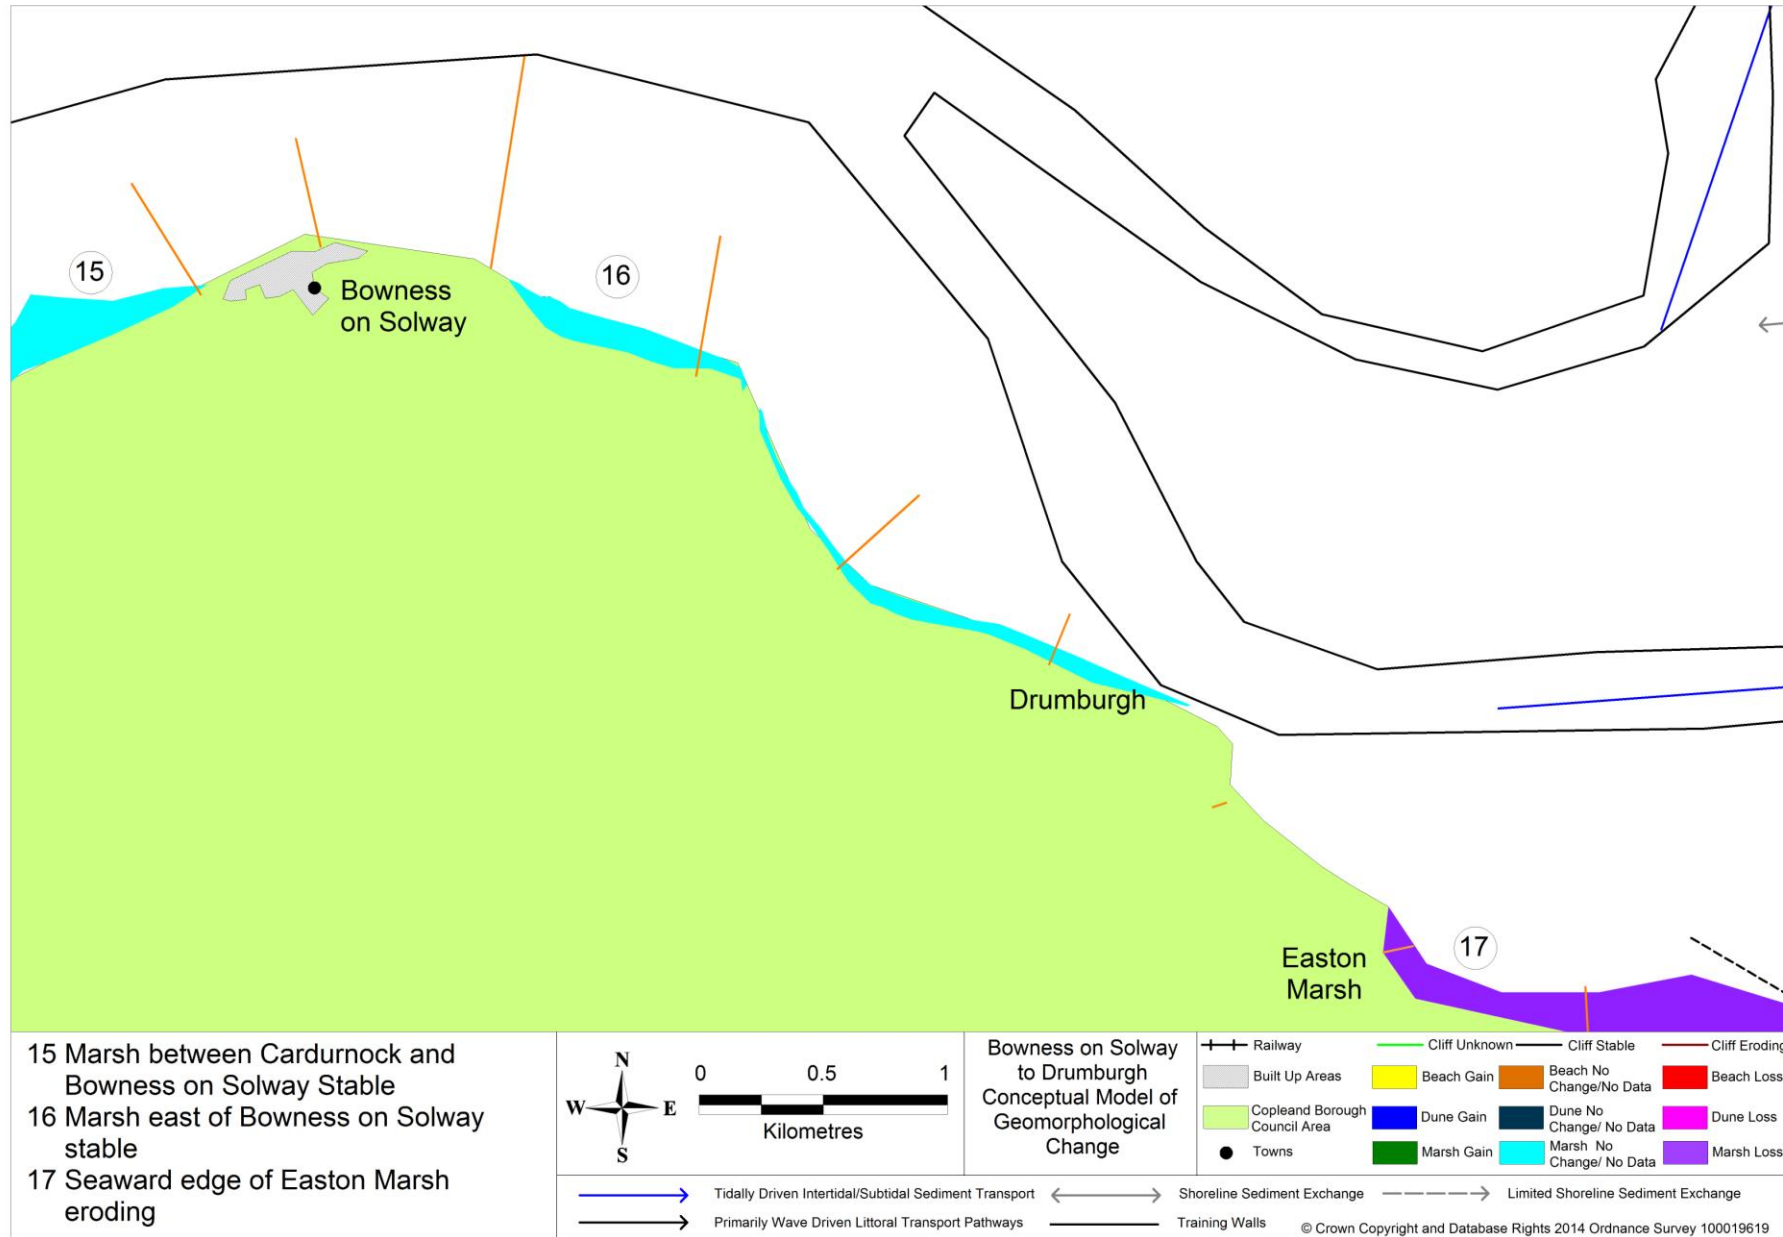 15
16
Bowness
on Solway
Drumburgh
Easton
Marsh
17
15 Marsh between Cardurnock and
Bowness on Solway Stable
16 Marsh east of Bowness on Solway
stable
17 Seaward edge of Easton Marsh
eroding
N
W E
S
0 0.5 1
Kilometres
Bowness on Solway
to Drumburgh
Conceptual Model of
Geomorphological
Change
Railway
Cliff Unknown
Cliff Stable
Cliff Eroding
Built Up Areas
Beach Gain
Beach No
Change/No Data
Beach Loss
Copleand Borough
Council Area
Dune Gain
Dune No
Change/ No Data
Dune Loss
Towns
Marsh Gain
Marsh No
Change/ No Data
Marsh Loss
Tidally Driven Intertidal/Subtidal Sediment Transport
Shoreline Sediment Exchange
Limited Shoreline Sediment Exchange
Primarily Wave Driven Littoral Transport Pathways
Training Walls
© Crown Copyright and Database Rights 2014 Ordnance Survey 100019619